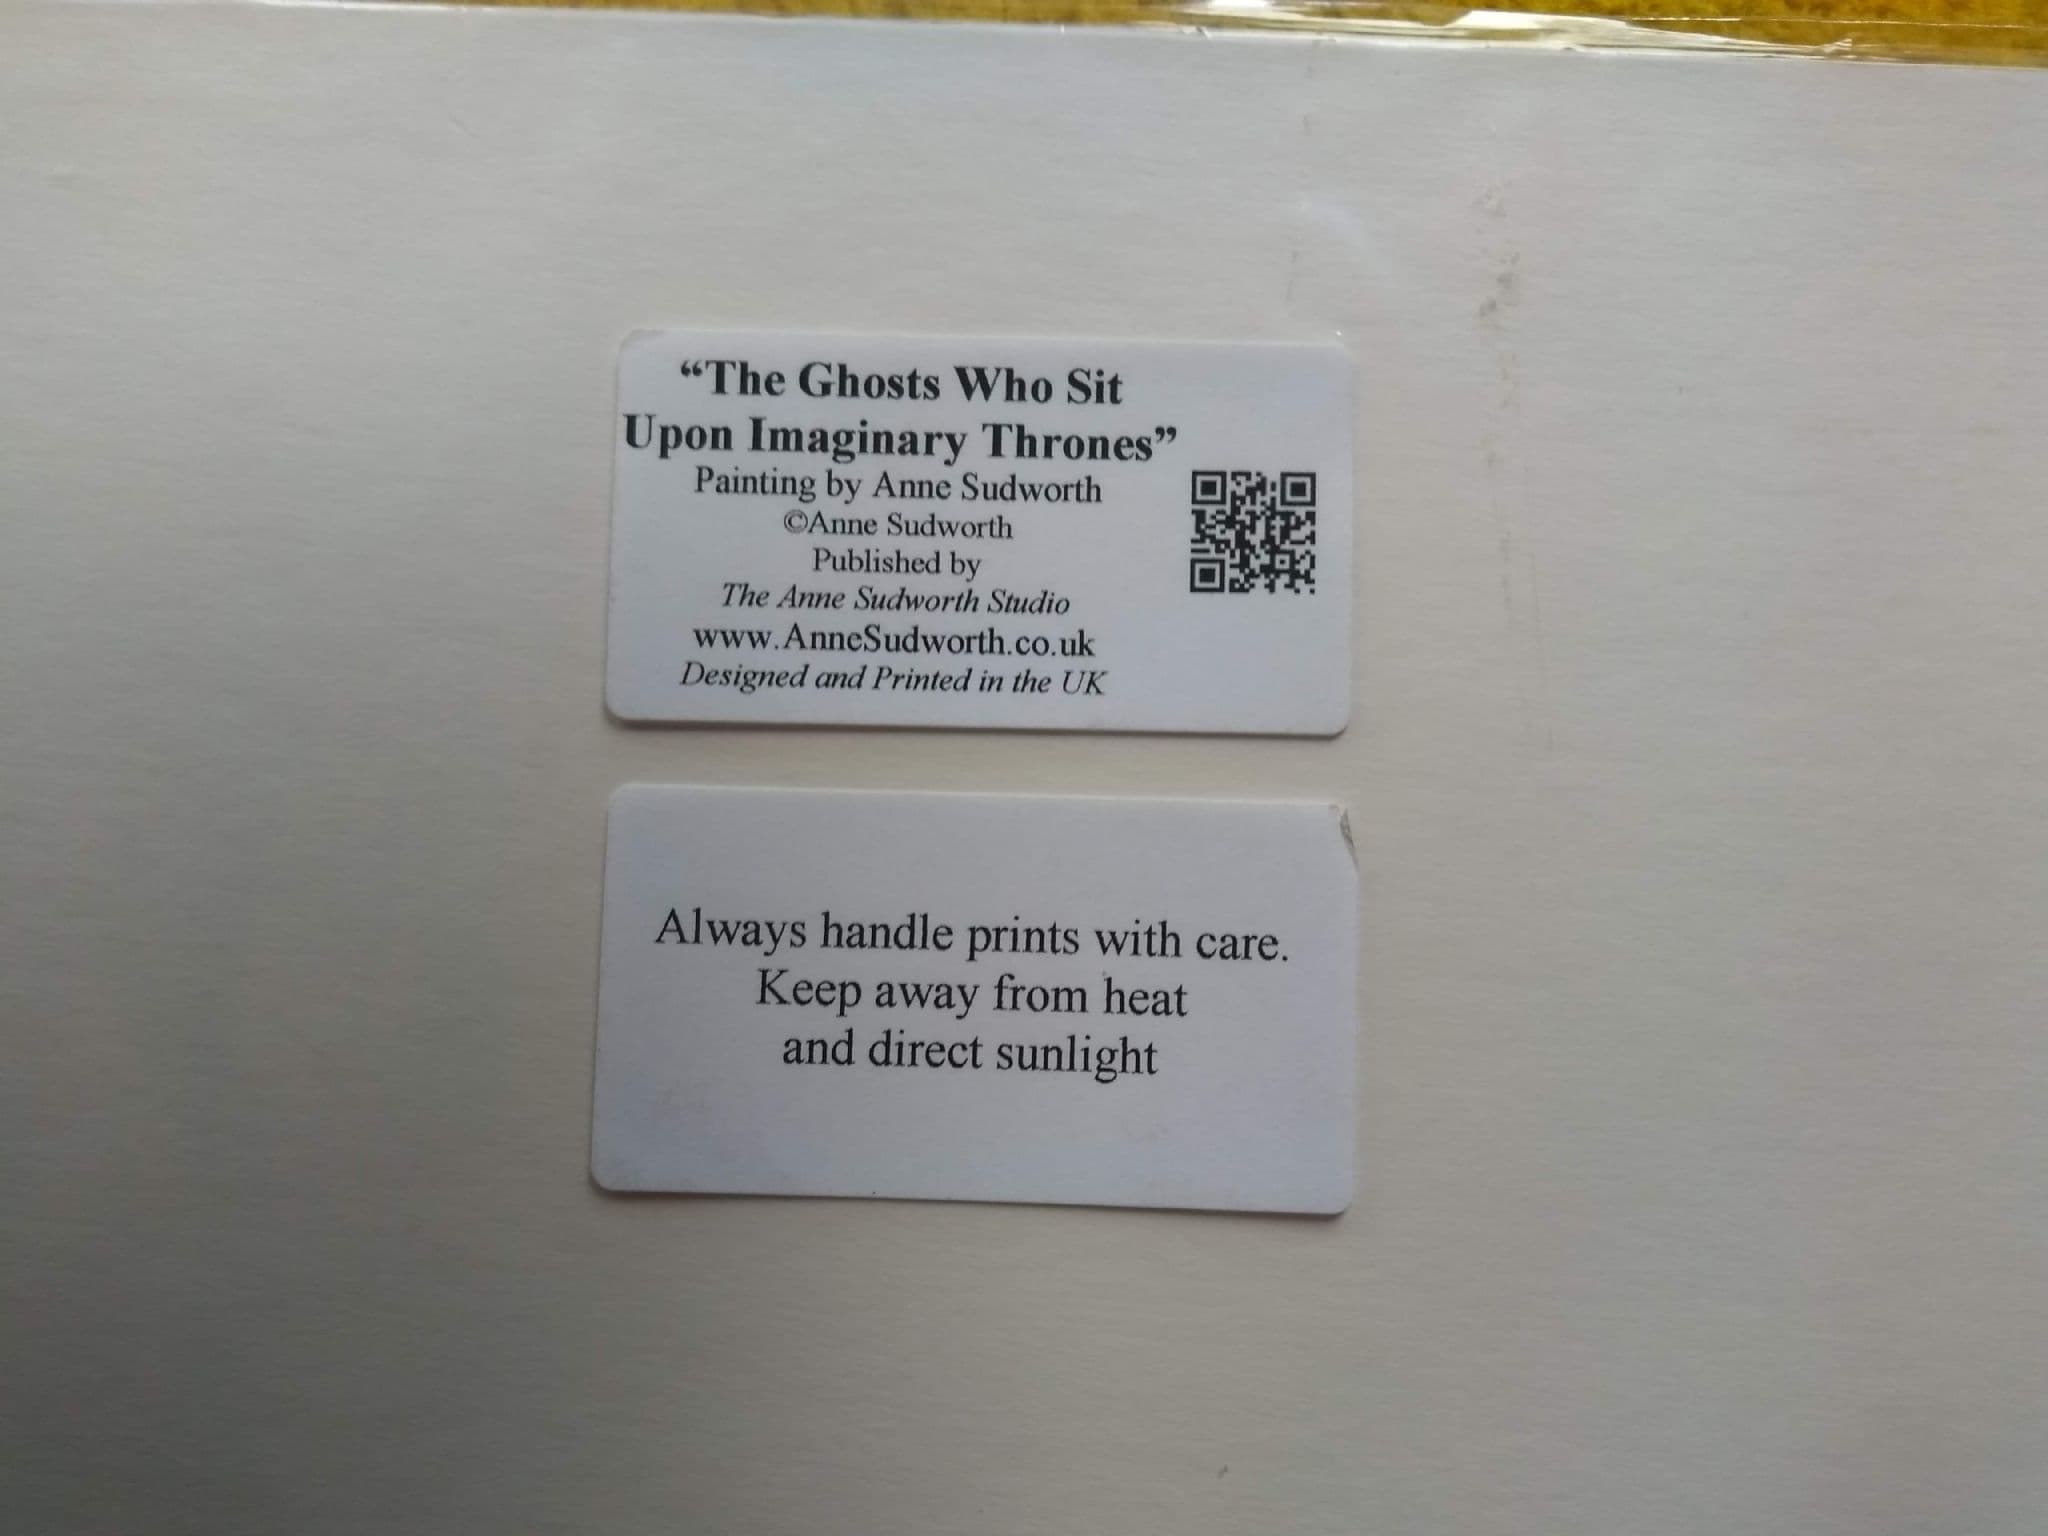 “The Ghosts Who Sit
Upon Imaginary Thrones”
Painting by Anne Sudworth
©Anne Sudworth
Published by
The Anne Sudworth Studio
www.AnneSudworth.co.uk
Designed and Printed in the UK
Always handle prints with care.
Keep away from heat
and direct sunlight